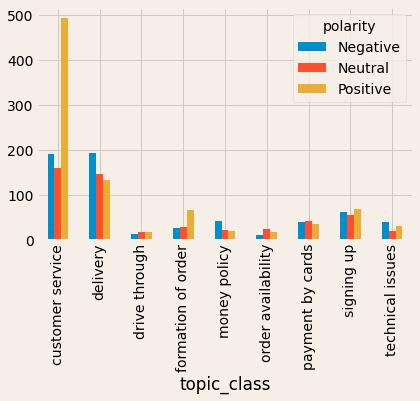 500
400
300
200
100
0
polarity
Negative
Neutral
Positive
customer service
delivery
drive through
formation of order
money policy
order availability
payment by cards
signing up
technical issues
topic_class